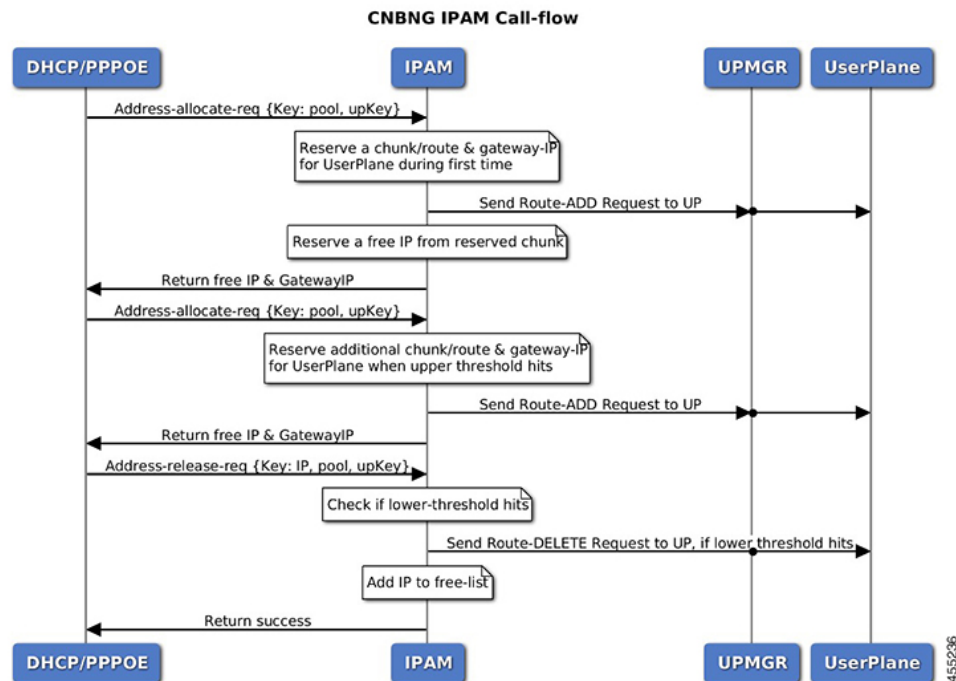 CNBNG IPAM Call-flow
DHCP/PPPOE
IPAM
UPMGR
UserPlane
Address-allocate-req {Key: pool, upKey}
Reserve a chunk/route & gateway-IP
for UserPlane during first time
Send Route-ADD Request to UP
Reserve a free IP from reserved chunk
Return free IP & GatewayIP
Address-allocate-req {Key: pool, upKey}
Reserve additional chunk/route & gateway-IP
for UserPlane when upper threshold hits
Send Route-ADD Request to UP
Return free IP & GatewayIP
Address-release-req {Key: IP, pool, upKey}
Check if lower-threshold hits
Send Route-DELETE Request to UP, if lower threshold hits
Add IP to free-list
Return success
DHCP/PPPOE
IPAM
UPMGR
UserPlane
455236